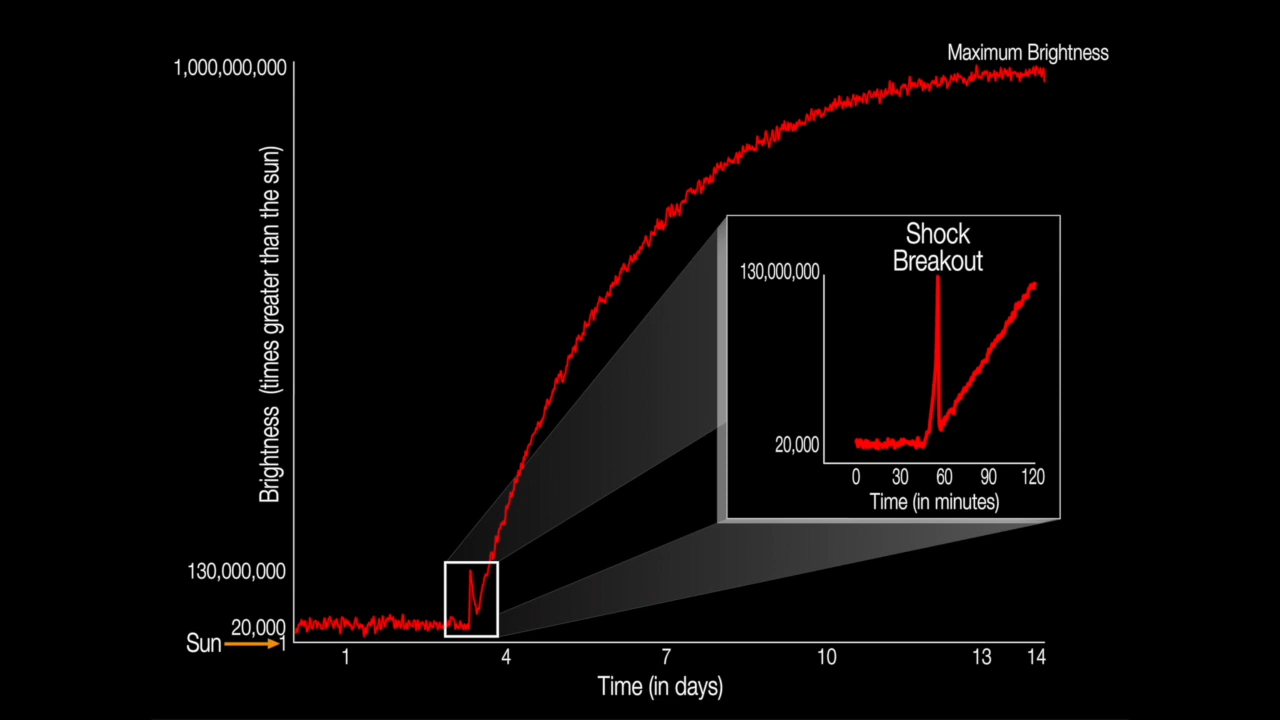 Maximum Brightness
1,000,000,000
Brightness (times greater than the sun)
130,000,000
20,000
1
Sun
1 4 7 10 13 14
Time (in days)
Shock
Breakout
130,000,000
20,000
0 30 60 90 120
Time (in minutes)